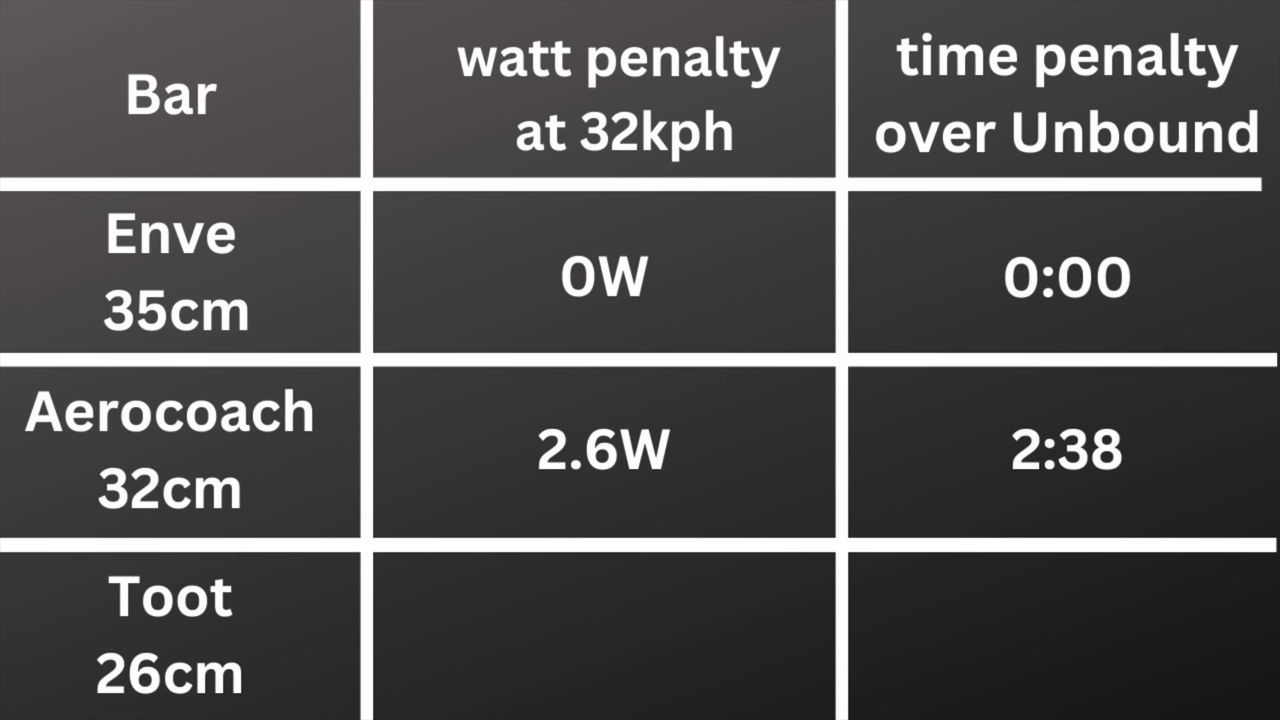 Bar
watt penalty
at 32kph
time penalty
over Unbound
Enve
35cm
0W
0:00
Aerocoach
32cm
2.6W
2:38
Toot
26cm